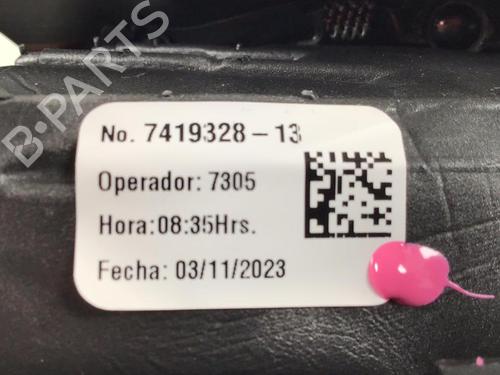 B-PARTS
No. 7419328-13
Operador: 7305
Hora:08:35Hrs.
Fecha: 03/11/2023